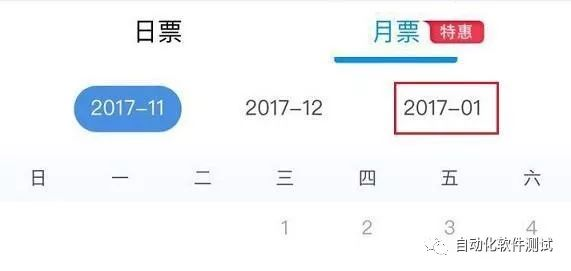 日票 月票 特惠
2017-11 2017-12 2017-01
日 一 二 三 四 五 六
1 2 3 4
自动化软件测试